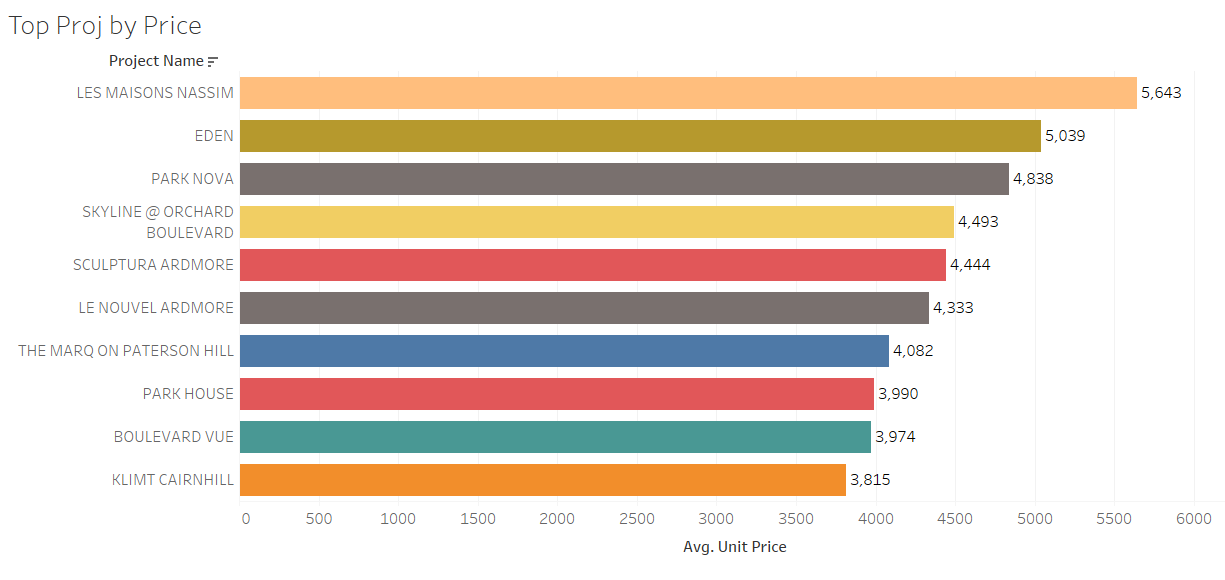 Top Proj by Price
Project Name
LES MAISONS NASSIM 5,643
EDEN 5,039
PARK NOVA 4,838
SKYLINE @ ORCHARD
BOULEVARD 4,493
SCULPTURA ARDMORE 4,444
LE NOUVEL ARDMORE 4,333
THE MARQ ON PATERSON HILL 4,082
PARK HOUSE 3,990
BOULEVARD VUE 3,974
KLIMT CAIRNHILL 3,815
0 500 1000 1500 2000 2500 3000 3500 4000 4500 5000 5500 6000
Avg. Unit Price